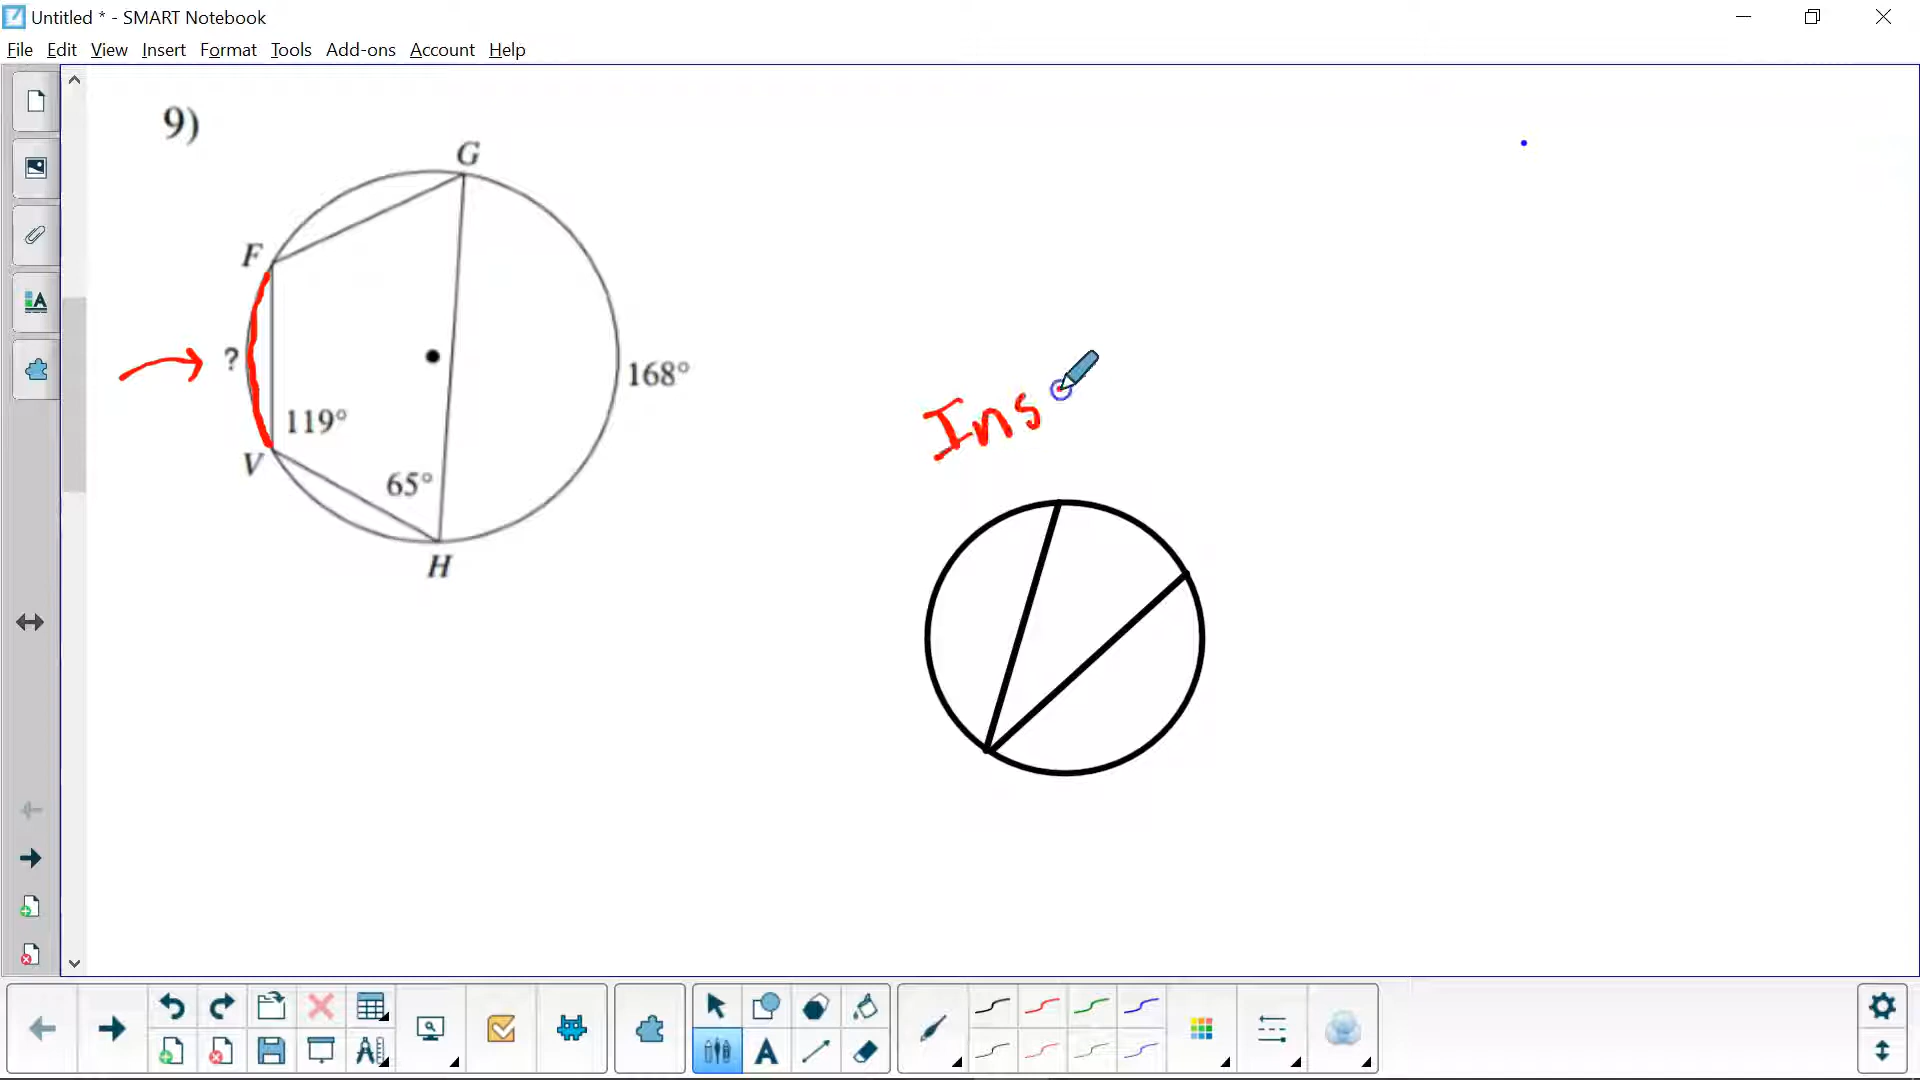 Untitled * - SMART Notebook
File Edit View Insert Format Tools Add-ons Account Help
9)
G
F
?
168°
119°
V
65°
H
Ins